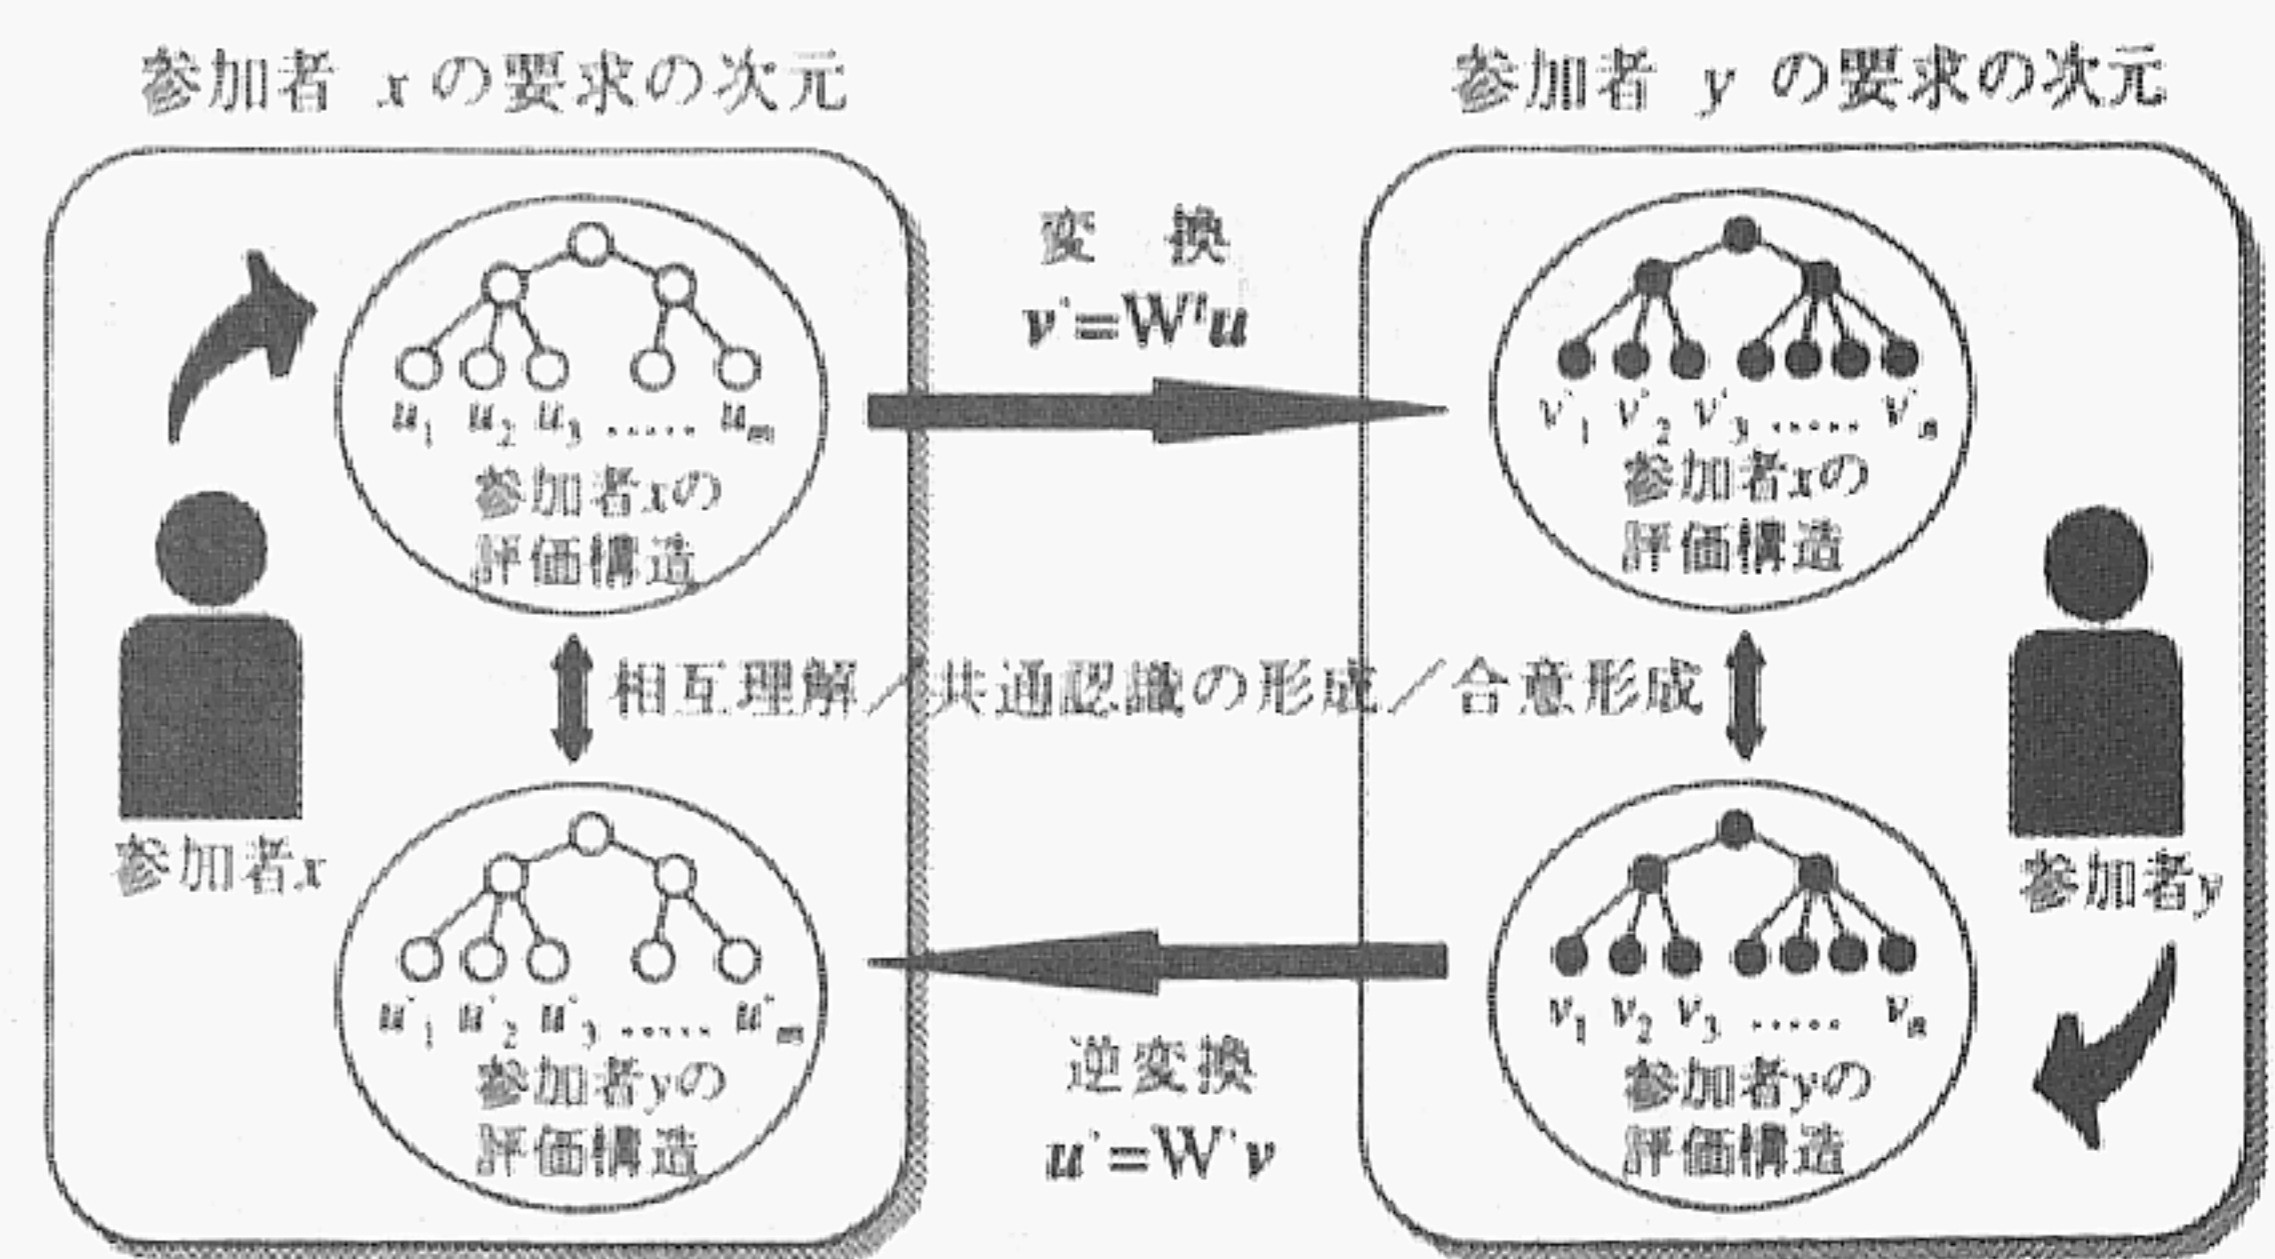 参加者 x の要求の次元
参加者 y の要求の次元
変 換
v'=Wᵗu
u₁ u₂ u₃ ..... uₘ
参加者xの
評価構造
v'₁ v'₂ v'₃ ..... v'ₙ
参加者xの
評価構造
相互理解／共通認識の形成／合意形成
参加者x
参加者y
u'₁ u'₂ u'₃ ..... u'ₘ
参加者yの
評価構造
逆変換
u'=W'v
v₁ v₂ v₃ ..... vₙ
参加者yの
評価構造